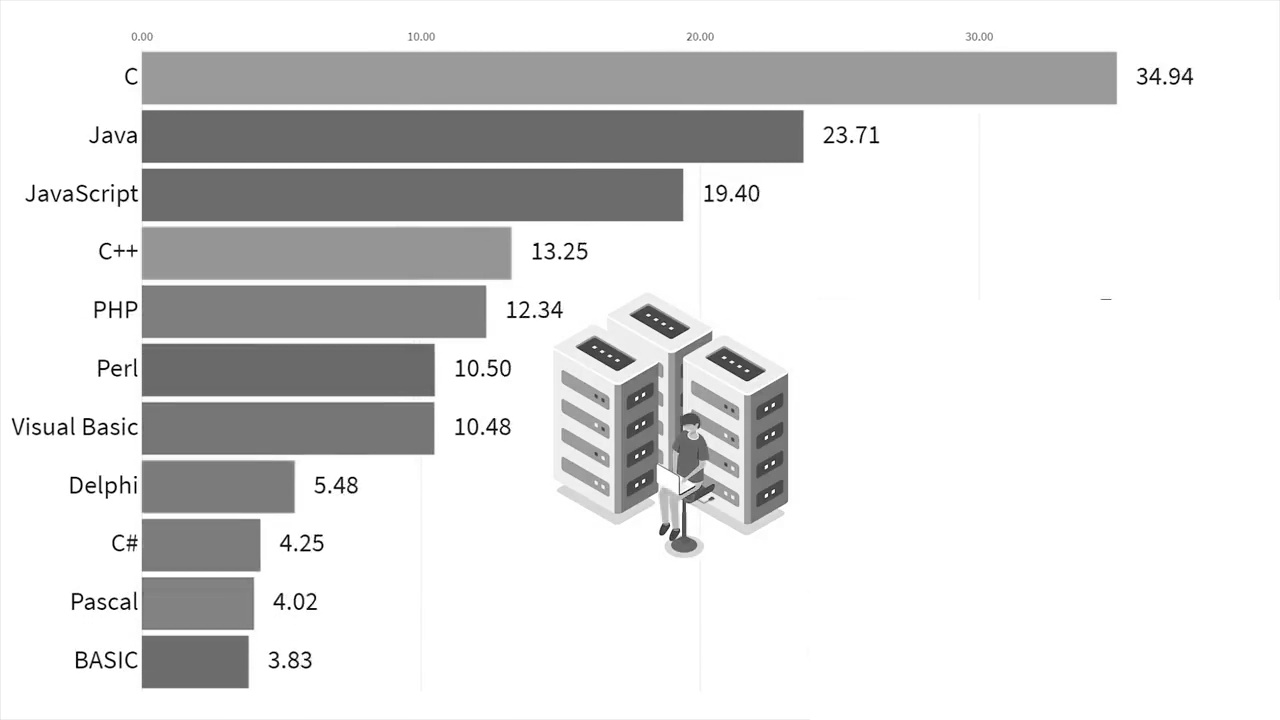 0.00 10.00 20.00 30.00
C 34.94
Java 23.71
JavaScript 19.40
C++ 13.25
PHP 12.34
Perl 10.50
Visual Basic 10.48
Delphi 5.48
C# 4.25
Pascal 4.02
BASIC 3.83